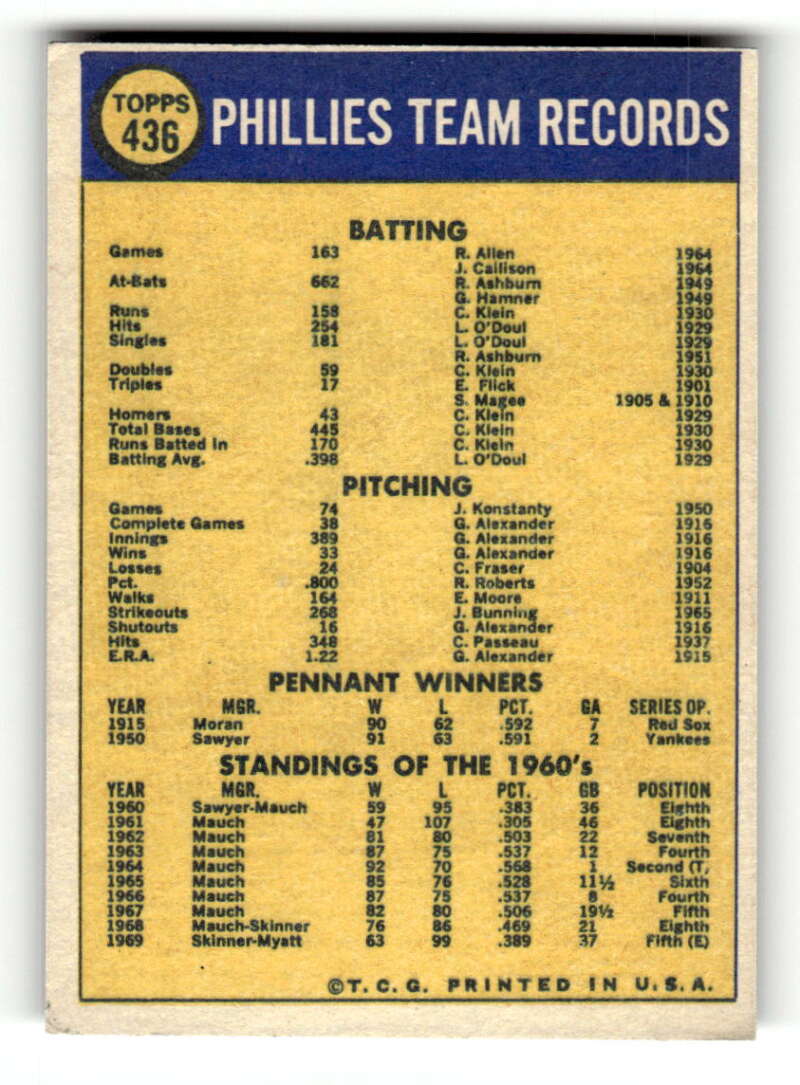 TOPPS
436
PHILLIES TEAM RECORDS
BATTING
Games 163 R. Allen 1964
J. Callison 1964
At-Bats 662 R. Ashburn 1949
G. Hamner 1949
Runs 158 C. Klein 1930
Hits 254 L. O'Doul 1929
Singles 181 L. O'Doul 1929
R. Ashburn 1951
Doubles 59 C. Klein 1930
Triples 17 E. Flick 1901
S. Magee 1905 & 1910
Homers 43 C. Klein 1929
Total Bases 445 C. Klein 1930
Runs Batted In 170 C. Klein 1930
Batting Avg. .398 L. O'Doul 1929
PITCHING
Games 74 J. Konstanty 1950
Complete Games 38 G. Alexander 1916
Innings 389 G. Alexander 1916
Wins 33 G. Alexander 1916
Losses 24 C. Fraser 1904
Pct. .800 R. Roberts 1952
Walks 164 E. Moore 1911
Strikeouts 268 J. Bunning 1965
Shutouts 16 G. Alexander 1916
Hits 348 C. Passeau 1937
E.R.A. 1.22 G. Alexander 1915
PENNANT WINNERS
YEAR MGR. W L PCT. GA SERIES OP.
1915 Moran 90 62 .592 7 Red Sox
1950 Sawyer 91 63 .591 2 Yankees
STANDINGS OF THE 1960's
YEAR MGR. W L PCT. GB POSITION
1960 Sawyer-Mauch 59 95 .383 36 Eighth
1961 Mauch 47 107 .305 46 Eighth
1962 Mauch 81 80 .503 22 Seventh
1963 Mauch 87 75 .537 12 Fourth
1964 Mauch 92 70 .568 1 Second (T,
1965 Mauch 85 76 .528 11½ Sixth
1966 Mauch 87 75 .537 8 Fourth
1967 Mauch 82 80 .506 19½ Fifth
1968 Mauch-Skinner 76 86 .469 21 Eighth
1969 Skinner-Myatt 63 99 .389 37 Fifth (E)
©T.C.G. PRINTED IN U.S.A.